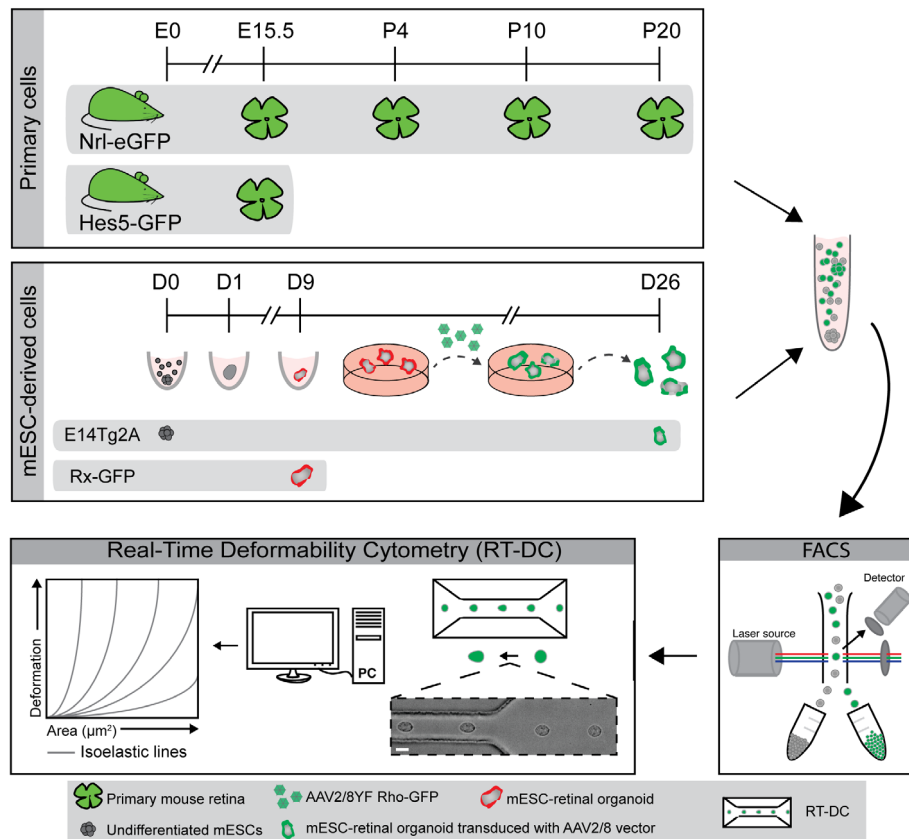 Primary cells
E0 E15.5 P4 P10 P20
Nrl-eGFP
Hes5-GFP
mESC-derived cells
D0 D1 D9 D26
E14Tg2A
Rx-GFP
Real-Time Deformability Cytometry (RT-DC)
Deformation
Area (µm²)
Isoelastic lines
PC
FACS
Detector
Laser source
Primary mouse retina
AAV2/8YF Rho-GFP
mESC-retinal organoid
RT-DC
Undifferentiated mESCs
mESC-retinal organoid transduced with AAV2/8 vector